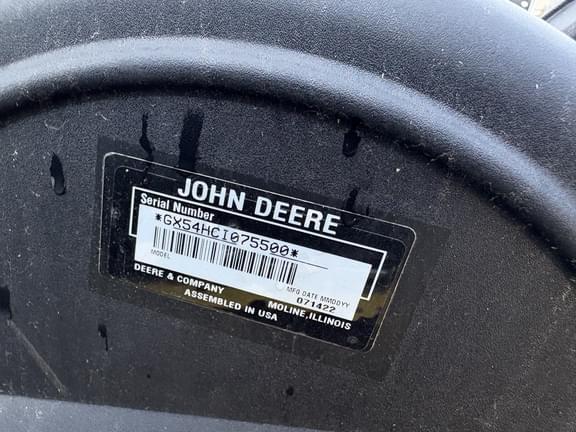 JOHN DEERE
Serial Number
*GX54HCI075500*
MODEL
MFG DATE MMDDYY
071422
DEERE & COMPANY
MOLINE, ILLINOIS
ASSEMBLED IN USA